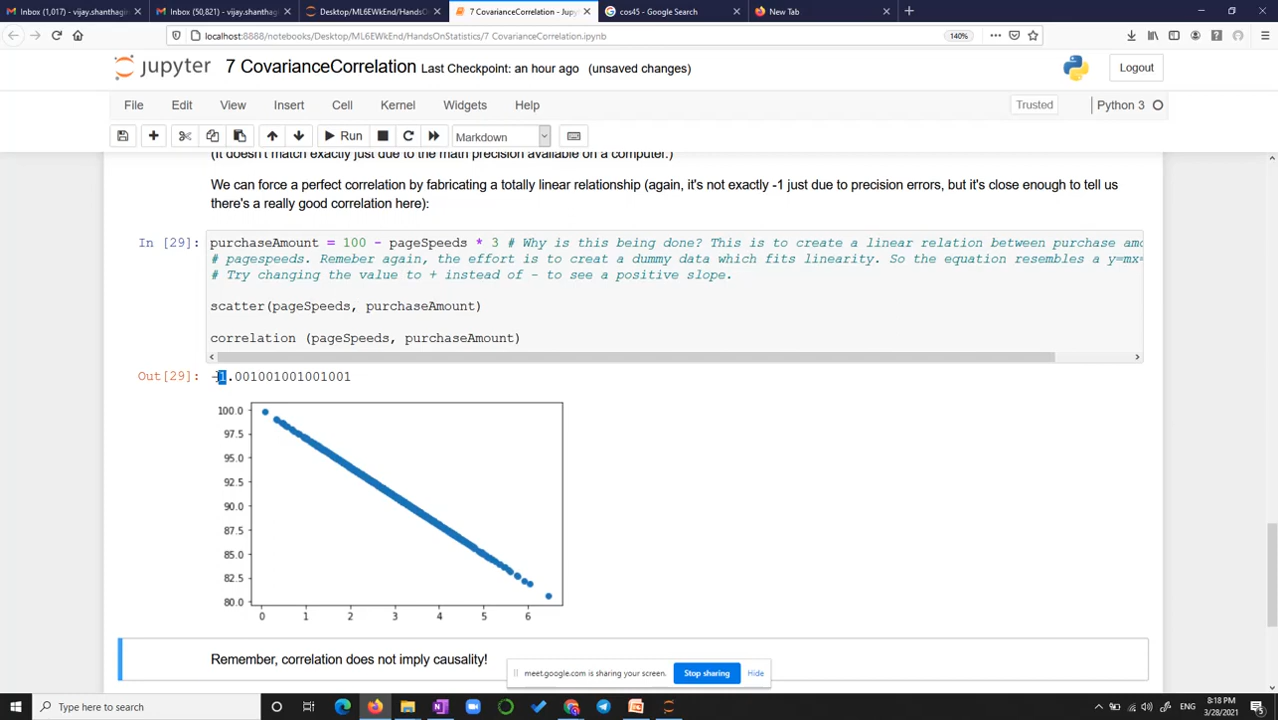 Inbox (1,017) - vijay.shanthagiri
Inbox (50,821) - vijay.shanthagiri
Desktop/ML6EWkEnd/HandsOnStatistics/
7 CovarianceCorrelation - Jupyter
cos45 - Google Search
New Tab
localhost:8888/notebooks/Desktop/ML6EWkEnd/HandsOnStatistics/7 CovarianceCorrelation.ipynb
140%
jupyter 7 CovarianceCorrelation Last Checkpoint: an hour ago (unsaved changes)
Logout
File Edit View Insert Cell Kernel Widgets Help
Trusted
Python 3
Run
Markdown
(It doesn't match exactly just due to the math precision available on a computer.)
We can force a perfect correlation by fabricating a totally linear relationship (again, it's not exactly -1 just due to precision errors, but it's close enough to tell us
there's a really good correlation here):
In [29]: purchaseAmount = 100 - pageSpeeds * 3 # Why is this being done? This is to create a linear relation between purchase amo
# pagespeeds. Remeber again, the effort is to creat a dummy data which fits linearity. So the equation resembles a y=mx+
# Try changing the value to + instead of - to see a positive slope.
scatter(pageSpeeds, purchaseAmount)
correlation (pageSpeeds, purchaseAmount)
Out[29]: -1.001001001001001
100.0
97.5
95.0
92.5
90.0
87.5
85.0
82.5
80.0
0 1 2 3 4 5 6
Remember, correlation does not imply causality!
meet.google.com is sharing your screen.
Stop sharing
Hide
Type here to search
8:18 PM
3/28/2021